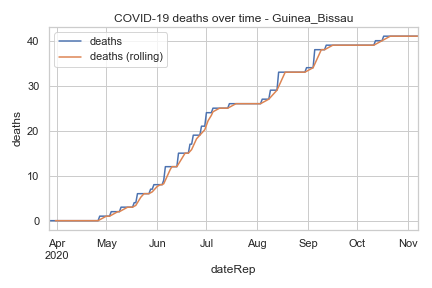 COVID-19 deaths over time - Guinea_Bissau
deaths
deaths (rolling)
40
30
20
10
0
deaths
Apr May Jun Jul Aug Sep Oct Nov
2020
dateRep